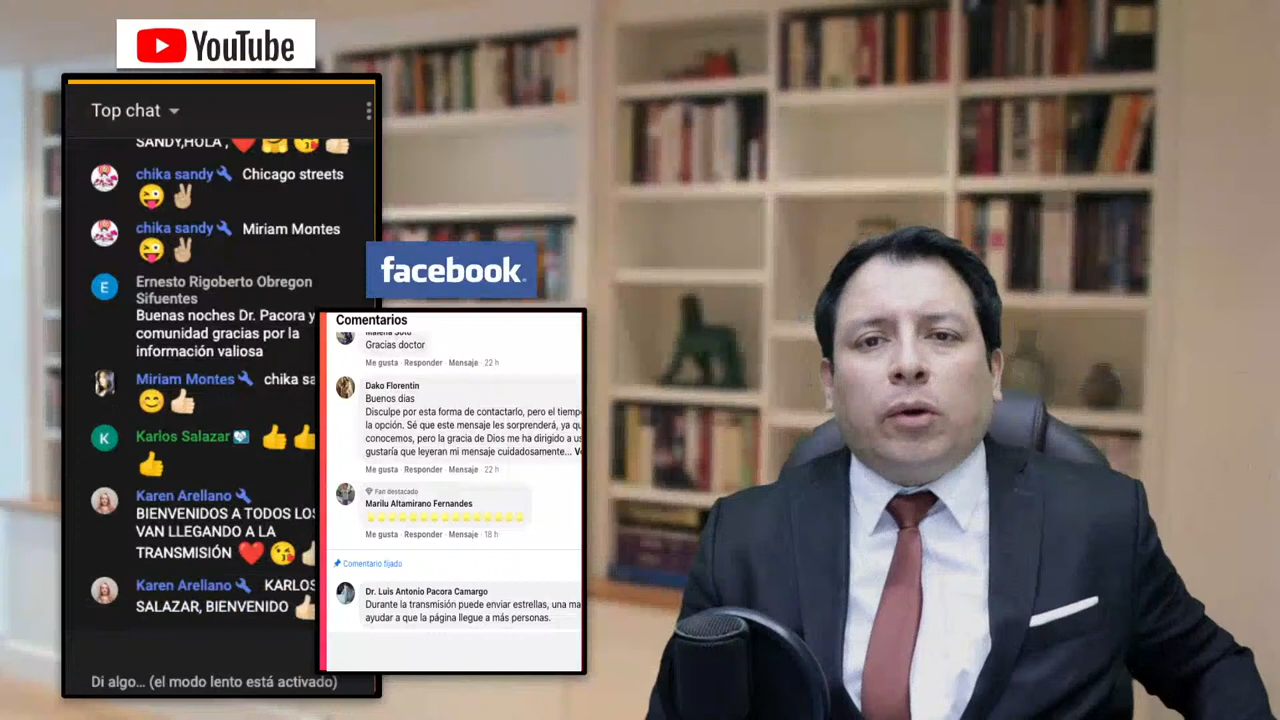 YouTube
Top chat
SANDY,HOLA,
chika sandy Chicago streets
chika sandy Miriam Montes
E
Ernesto Rigoberto Obregon
Sifuentes
Buenas noches Dr. Pacora y
comunidad gracias por la
información valiosa
Miriam Montes chika sa
K
Karlos Salazar
Karen Arellano
BIENVENIDOS A TODOS LOS
VAN LLEGANDO A LA
TRANSMISIÓN
Karen Arellano KARLOS
SALAZAR, BIENVENIDO
Di algo... (el modo lento está activado)
facebook
Comentarios
Malena Soto
Gracias doctor
Me gusta · Responder · Mensaje · 22 h
Dako Florentin
Buenos dias
Disculpe por esta forma de contactarlo, pero el tiemp
la opción. Sé que este mensaje les sorprenderá, ya qu
conocemos, pero la gracia de Dios me ha dirigido a us
gustaría que leyeran mi mensaje cuidadosamente... V
Me gusta · Responder · Mensaje · 22 h
Fan destacado
Marilu Altamirano Fernandes
Me gusta · Responder · Mensaje · 18 h
Comentario fijado
Dr. Luis Antonio Pacora Camargo
Durante la transmisión puede enviar estrellas, una ma
ayudar a que la página llegue a más personas.